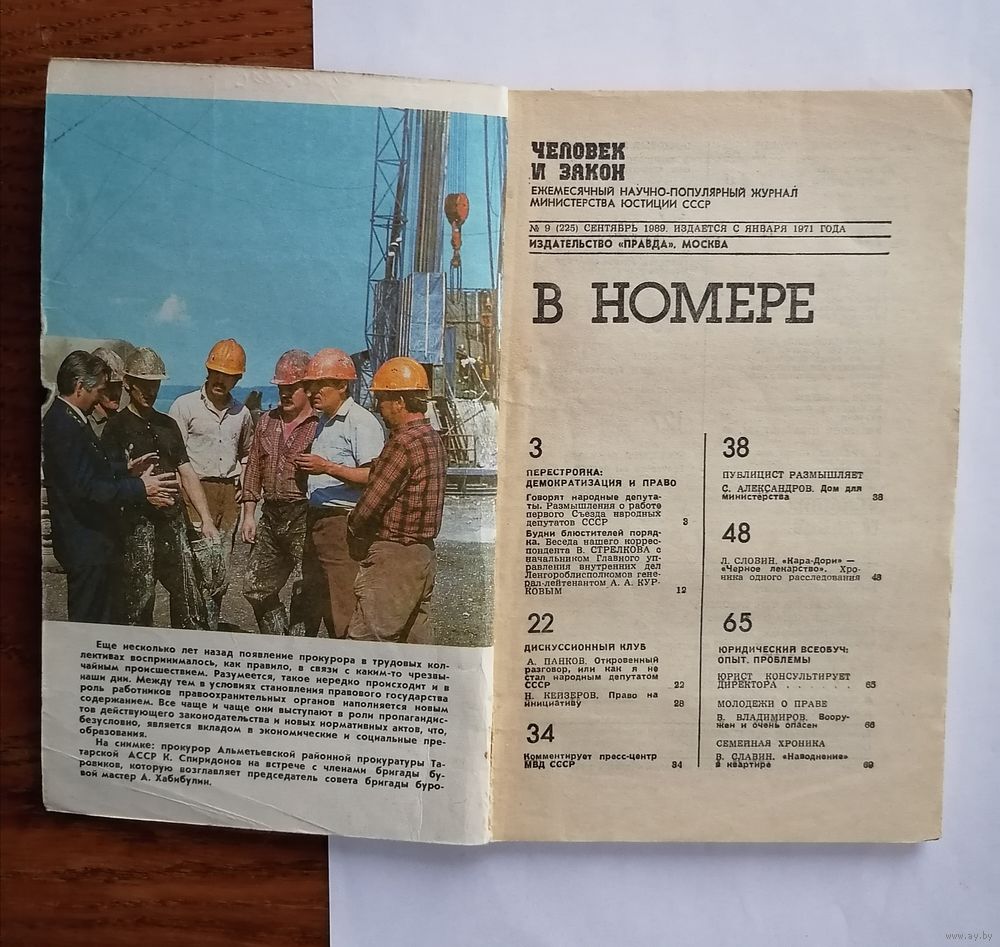 Еще несколько лет назад появление прокурора в трудовых кол-
лективах воспринималось, как правило, в связи с каким-то чрезвы-
чайным происшествием. Разумеется, такое нередко происходит и в
наши дни. Между тем в условиях становления правового государства
роль работников правоохранительных органов наполняется новым
содержанием. Все чаще и чаще они выступают в роли пропагандис-
тов действующего законодательства и новых нормативных актов, что,
безусловно, является вкладом в экономические и социальные пре-
образования.
На снимке: прокурор Альметьевской районной прокуратуры Та-
тарской АССР К. Спиридонов на встрече с членами бригады бу-
ровиков, которую возглавляет председатель совета бригады буро-
вой мастер А. Хабибулин.
ЧЕЛОВЕК
И ЗАКОН
ЕЖЕМЕСЯЧНЫЙ НАУЧНО-ПОПУЛЯРНЫЙ ЖУРНАЛ
МИНИСТЕРСТВА ЮСТИЦИИ СССР
№ 9 (225) СЕНТЯБРЬ 1989. ИЗДАЕТСЯ С ЯНВАРЯ 1971 ГОДА
ИЗДАТЕЛЬСТВО «ПРАВДА», МОСКВА
В НОМЕРЕ
3
ПЕРЕСТРОЙКА:
ДЕМОКРАТИЗАЦИЯ И ПРАВО
Говорят народные депута-
ты. Размышления о работе
первого Съезда народных
депутатов СССР 3
Будни блюстителей поряд-
ка. Беседа нашего коррес-
пондента В. СТРЕЛКОВА с
начальником Главного уп-
равления внутренних дел
Ленгороблисполкомов гене-
рал-лейтенантом А. А. КУР-
КОВЫМ 12
22
ДИСКУССИОННЫЙ КЛУБ
А. ПАНКОВ. Откровенный
разговор, или как я не
стал народным депутатом
СССР 22
Н. КЕЙЗЕРОВ. Право на
инициативу 28
34
Комментирует пресс-центр
МВД СССР 34
38
ПУБЛИЦИСТ РАЗМЫШЛЯЕТ
С. АЛЕКСАНДРОВ. Дом для
министерства 38
48
Л. СЛОВИН. «Кара-Дори» —
«Черное лекарство». Хро-
ника одного расследования 48
65
ЮРИДИЧЕСКИЙ ВСЕОБУЧ:
ОПЫТ. ПРОБЛЕМЫ
ЮРИСТ КОНСУЛЬТИРУЕТ
ДИРЕКТОРА . . . . . . 65
МОЛОДЕЖИ О ПРАВЕ
В. ВЛАДИМИРОВ. Воору-
жен и очень опасен 66
СЕМЕЙНАЯ ХРОНИКА
В. СЛАВИН. «Наводнение»
в квартире 69
www.ay.by